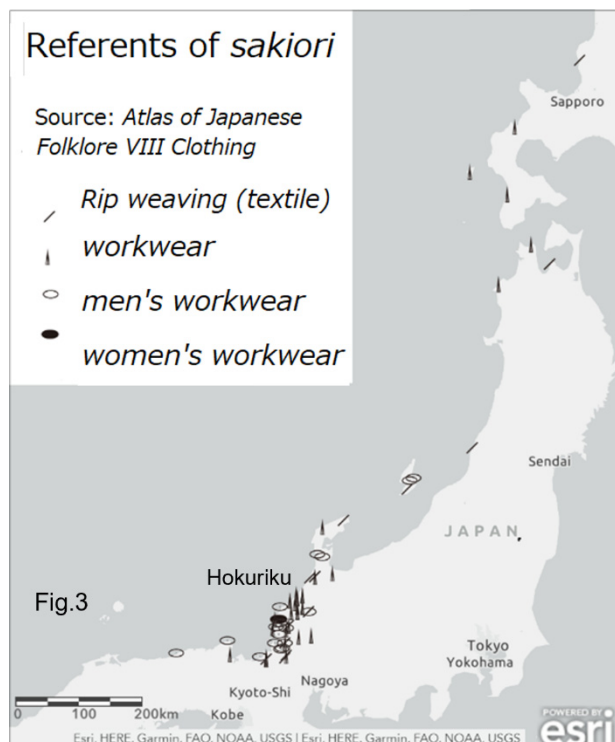 Referents of sakiori
Source: Atlas of Japanese
Folklore VIII Clothing
Rip weaving (textile)
workwear
men's workwear
women's workwear
Sapporo
Sendai
JAPAN
Hokuriku
Fig.3
Tokyo
Yokohama
Nagoya
Kyoto-Shi
Kobe
0 100 200km
POWERED BY
esri
Esri, HERE, Garmin, FAO, NOAA, USGS | Esri, HERE, Garmin, FAO, NOAA, USGS